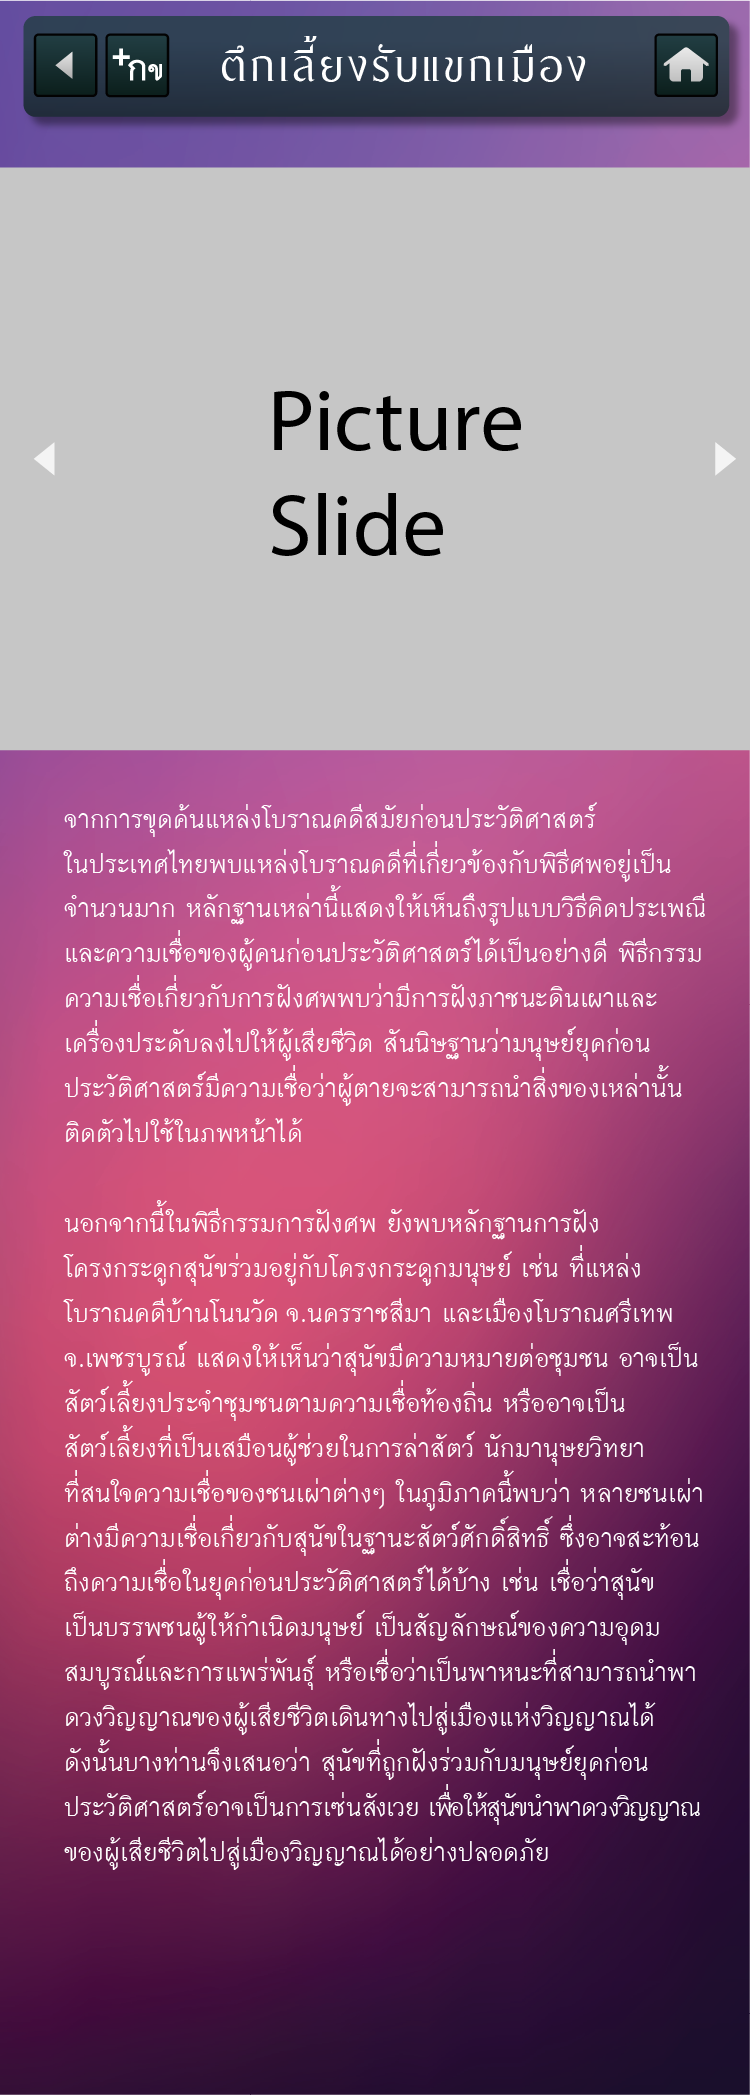 +กข
ตึกเลี้ยงรับแขกเมือง
Picture
Slide
จากการขุดค้นแหล่งโบราณคดีสมัยก่อนประวัติศาสตร์
ในประเทศไทยพบแหล่งโบราณคดีที่เกี่ยวข้องกับพิธีศพอยู่เป็น
จำนวนมาก หลักฐานเหล่านี้แสดงให้เห็นถึงรูปแบบวิธีคิดประเพณี
และความเชื่อของผู้คนก่อนประวัติศาสตร์ได้เป็นอย่างดี พิธีกรรม
ความเชื่อเกี่ยวกับการฝังศพพบว่ามีการฝังภาชนะดินเผาและ
เครื่องประดับลงไปให้ผู้เสียชีวิต สันนิษฐานว่ามนุษย์ยุคก่อน
ประวัติศาสตร์มีความเชื่อว่าผู้ตายจะสามารถนำสิ่งของเหล่านั้น
ติดตัวไปใช้ในภพหน้าได้
นอกจากนี้ในพิธีกรรมการฝังศพ ยังพบหลักฐานการฝัง
โครงกระดูกสุนัขร่วมอยู่กับโครงกระดูกมนุษย์ เช่น ที่แหล่ง
โบราณคดีบ้านโนนวัด จ.นครราชสีมา และเมืองโบราณศรีเทพ
จ.เพชรบูรณ์ แสดงให้เห็นว่าสุนัขมีความหมายต่อชุมชน อาจเป็น
สัตว์เลี้ยงประจำชุมชนตามความเชื่อท้องถิ่น หรืออาจเป็น
สัตว์เลี้ยงที่เป็นเสมือนผู้ช่วยในการล่าสัตว์ นักมานุษยวิทยา
ที่สนใจความเชื่อของชนเผ่าต่างๆ ในภูมิภาคนี้พบว่า หลายชนเผ่า
ต่างมีความเชื่อเกี่ยวกับสุนัขในฐานะสัตว์ศักดิ์สิทธิ์ ซึ่งอาจสะท้อน
ถึงความเชื่อในยุคก่อนประวัติศาสตร์ได้บ้าง เช่น เชื่อว่าสุนัข
เป็นบรรพชนผู้ให้กำเนิดมนุษย์ เป็นสัญลักษณ์ของความอุดม
สมบูรณ์และการแพร่พันธุ์ หรือเชื่อว่าเป็นพาหนะที่สามารถนำพา
ดวงวิญญาณของผู้เสียชีวิตเดินทางไปสู่เมืองแห่งวิญญาณได้
ดังนั้นบางท่านจึงเสนอว่า สุนัขที่ถูกฝังร่วมกับมนุษย์ยุคก่อน
ประวัติศาสตร์อาจเป็นการเซ่นสังเวย เพื่อให้สุนัขนำพาดวงวิญญาณ
ของผู้เสียชีวิตไปสู่เมืองวิญญาณได้อย่างปลอดภัย